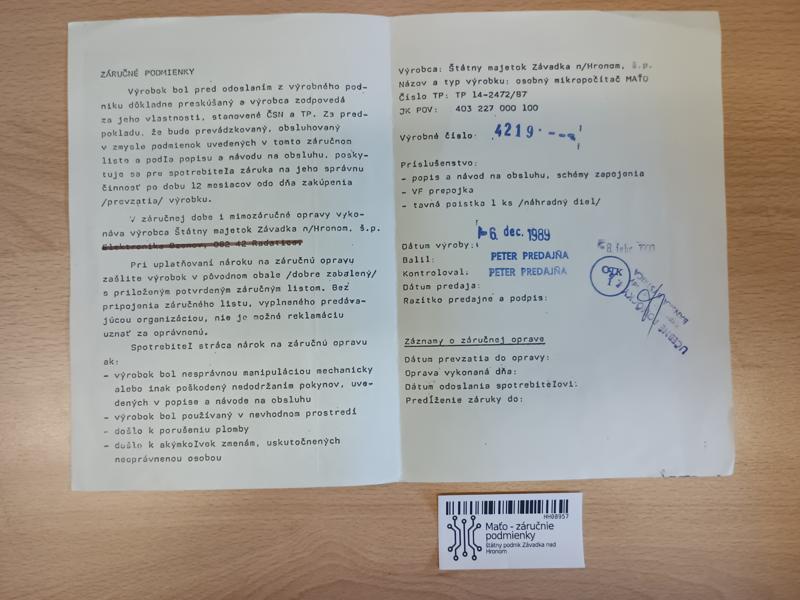 ZÁRUČNÉ PODMIENKY
Výrobok bol pred odoslaním z výrobného pod-
niku dôkladne preskúšaný a výrobca zodpovedá
za jeho vlastnosti, stanovené ČSN a TP. Za pred-
pokladu, že bude prevádzkovaný, obsluhovaný
v zmysle podmienok uvedených v tomto záručnom
liste a podľa popisu a návodu na obsluhu, posky-
tuje sa pre spotrebiteľa záruka na jeho správnu
činnosť po dobu 12 mesiacov odo dňa zakúpenia
/prevzatia/ výrobku.
V záručnej dobe i mimozáručné opravy vyko-
náva výrobca Štátny majetok Závadka n/Hronom, š.p.
Elektronika Bzenov, 082 42 Radatice.
Pri uplatňovaní nároku na záručnú opravu
zašlite výrobok v pôvodnom obale /dobre zabalený/
s priloženým potvrdeným záručným listom. Bez
pripojenia záručného listu, vyplneného predáva-
júcou organizáciou, nie je možné reklamáciu
uznať za oprávnenú.
Spotrebiteľ stráca nárok na záručnú opravu
ak:
- výrobok bol nesprávnou manipuláciou mechanicky
alebo inak poškodený nedodržaním pokynov, uve-
dených v popise a návode na obsluhu
- výrobok bol používaný v nevhodnom prostredí
- došlo k porušeniu plomby
- došlo k akýmkoľvek zmenám, uskutočnených
neoprávnenou osobou
Výrobca: Štátny majetok Závadka n/Hronom, š.p.
Názov a typ výrobku: osobný mikropočítač MAŤO
Číslo TP: TP 14-2472/87
JK POV: 403 227 000 100
Výrobné číslo: 4219
Príslušenstvo:
- popis a návod na obsluhu, schémy zapojenia
- VF prepojka
- tavná poistka 1 ks /náhradný diel/
Dátum výroby: 6. dec. 1989
Balil: PETER PREDAJŇA
Kontroloval: PETER PREDAJŇA
Dátum predaja:
Razítko predajne a podpis:
8. febr.
OTK
Záznamy o záručnej oprave
Dátum prevzatia do opravy:
Oprava vykonaná dňa:
Dátum odoslania spotrebiteľovi:
Predĺženie záruky do:
HH08957
Maťo - záručnie
podmienky
štátny podnik Závadka nad
Hronom